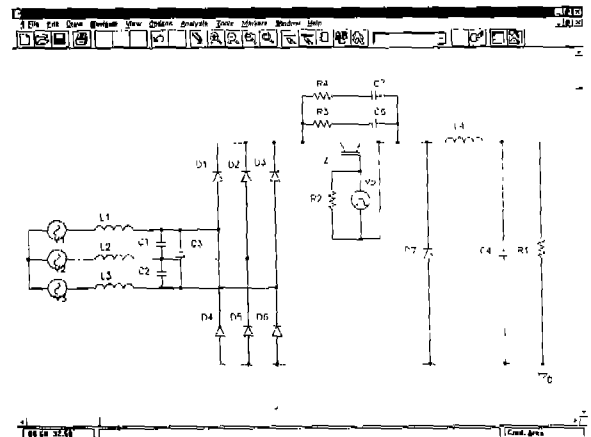 File Edit Draw Navigate View Options Analysis Tools Markers Window Help
R4 C7
R3 C6
L4
D1 D2 D3
Z
R2 V5
L1
V1 C1 C3
L2
V2 C2
D7 C4 R1
L3
V3
D4 D5 D6
0
Cmd: